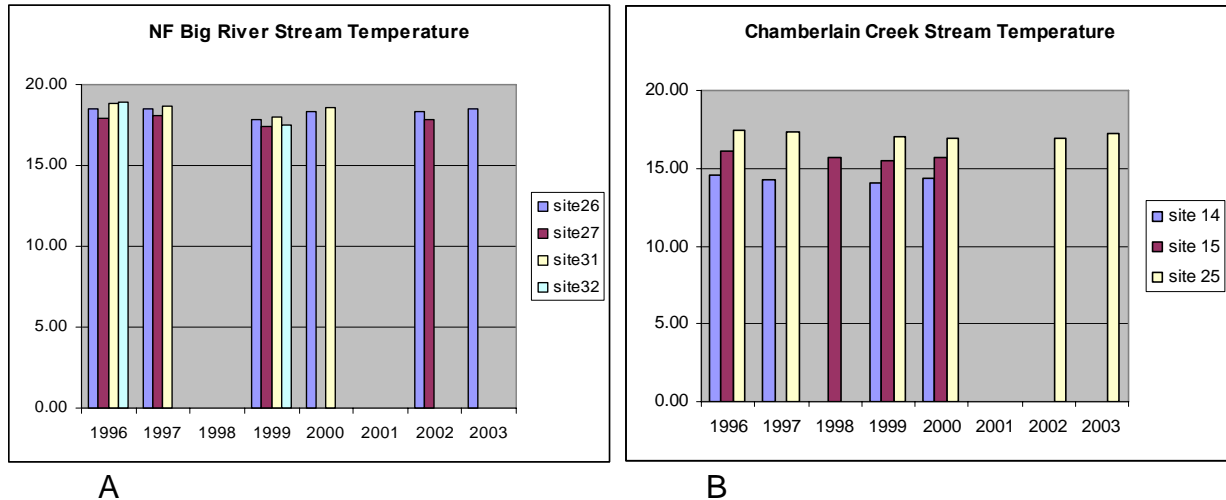 NF Big River Stream Temperature
20.00
15.00
10.00
5.00
0.00
1996 1997 1998 1999 2000 2001 2002 2003
site26
site27
site31
site32
A
Chamberlain Creek Stream Temperature
20.00
15.00
10.00
5.00
0.00
1996 1997 1998 1999 2000 2001 2002 2003
site 14
site 15
site 25
B